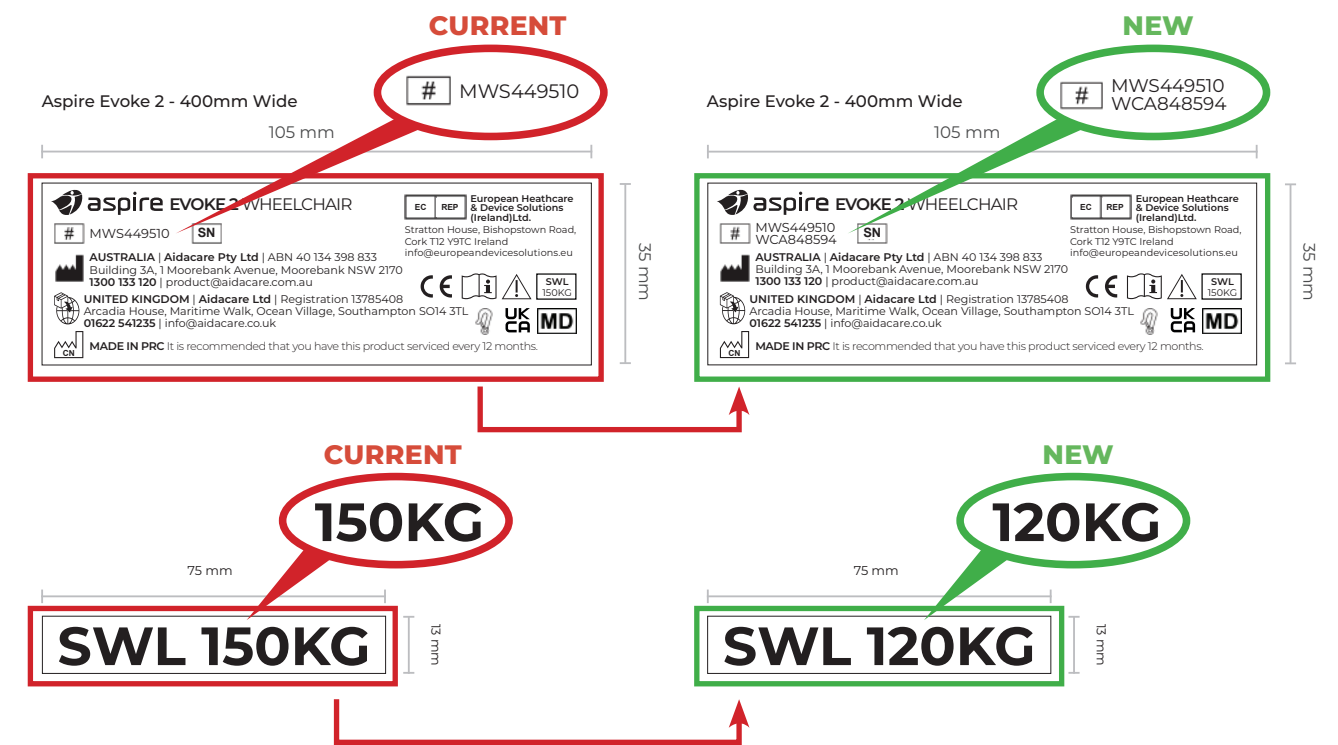 CURRENT
# MWS449510
Aspire Evoke 2 - 400mm Wide
105 mm
aspire EVOKE 2 WHEELCHAIR
# MWS449510 SN
AUSTRALIA | Aidacare Pty Ltd | ABN 40 134 398 833
Building 3A, 1 Moorebank Avenue, Moorebank NSW 2170
1300 133 120 | product@aidacare.com.au
UNITED KINGDOM | Aidacare Ltd | Registration 13785408
Arcadia House, Maritime Walk, Ocean Village, Southampton SO14 3TL
01622 541235 | info@aidacare.co.uk
CN
MADE IN PRC It is recommended that you have this product serviced every 12 months.
EC REP
European Heathcare
& Device Solutions
(Ireland)Ltd.
Stratton House, Bishopstown Road,
Cork T12 Y9TC Ireland
info@europeandevicesolutions.eu
CE
i
SWL
150KG
UK
CA
MD
35 mm
NEW
# MWS449510
WCA848594
Aspire Evoke 2 - 400mm Wide
105 mm
aspire EVOKE 2 WHEELCHAIR
# MWS449510
WCA848594
SN
AUSTRALIA | Aidacare Pty Ltd | ABN 40 134 398 833
Building 3A, 1 Moorebank Avenue, Moorebank NSW 2170
1300 133 120 | product@aidacare.com.au
UNITED KINGDOM | Aidacare Ltd | Registration 13785408
Arcadia House, Maritime Walk, Ocean Village, Southampton SO14 3TL
01622 541235 | info@aidacare.co.uk
CN
MADE IN PRC It is recommended that you have this product serviced every 12 months.
EC REP
European Heathcare
& Device Solutions
(Ireland)Ltd.
Stratton House, Bishopstown Road,
Cork T12 Y9TC Ireland
info@europeandevicesolutions.eu
CE
i
SWL
150KG
UK
CA
MD
35 mm
CURRENT
150KG
75 mm
SWL 150KG
13 mm
NEW
120KG
75 mm
SWL 120KG
13 mm